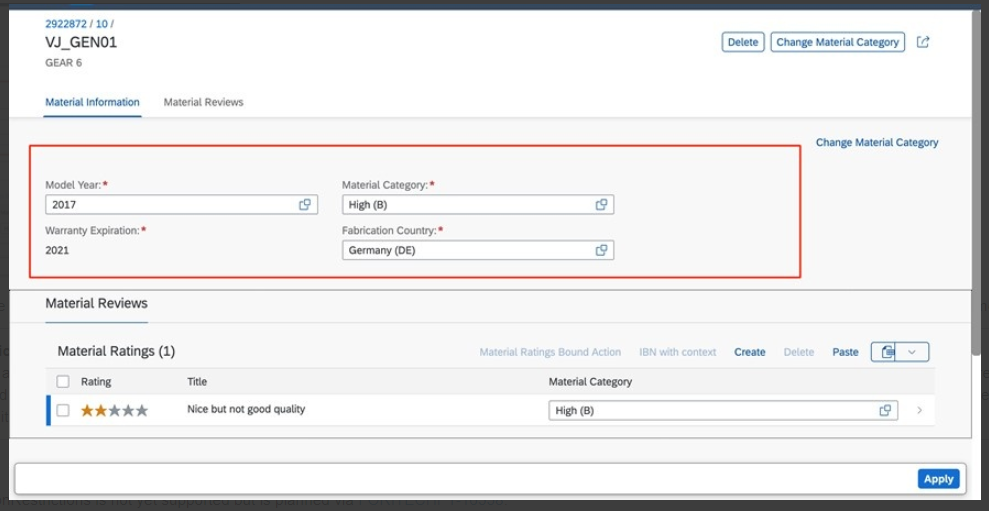 2922872 / 10 /
VJ_GEN01
GEAR 6
Delete
Change Material Category
Material Information
Material Reviews
Change Material Category
Model Year:*
Material Category:*
2017
High (B)
Warranty Expiration:*
Fabrication Country:*
2021
Germany (DE)
Material Reviews
Material Ratings (1)
Material Ratings Bound Action
IBN with context
Create
Delete
Paste
Rating
Title
Material Category
Nice but not good quality
High (B)
Apply